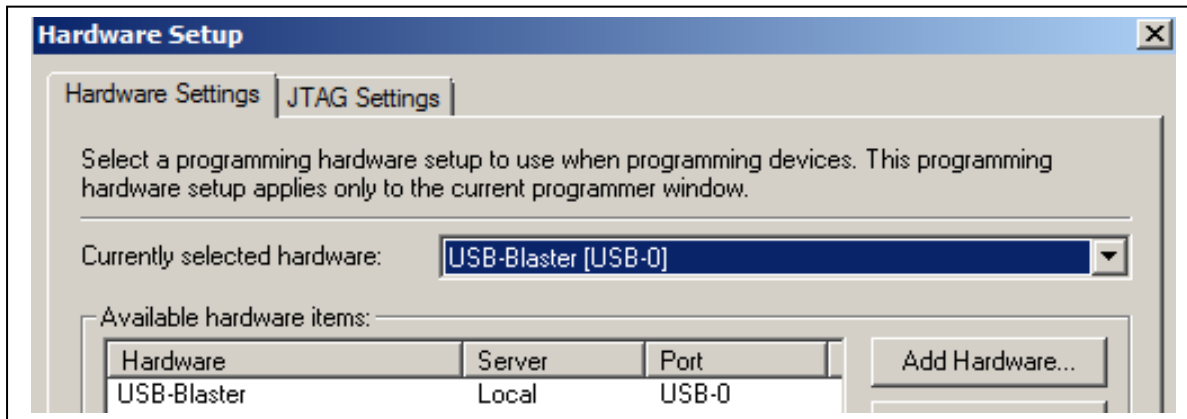 Hardware Setup
Hardware Settings JTAG Settings
Select a programming hardware setup to use when programming devices. This programming
hardware setup applies only to the current programmer window.
Currently selected hardware: USB-Blaster [USB-0]
Available hardware items:
Hardware Server Port
Add Hardware...
USB-Blaster Local USB-0